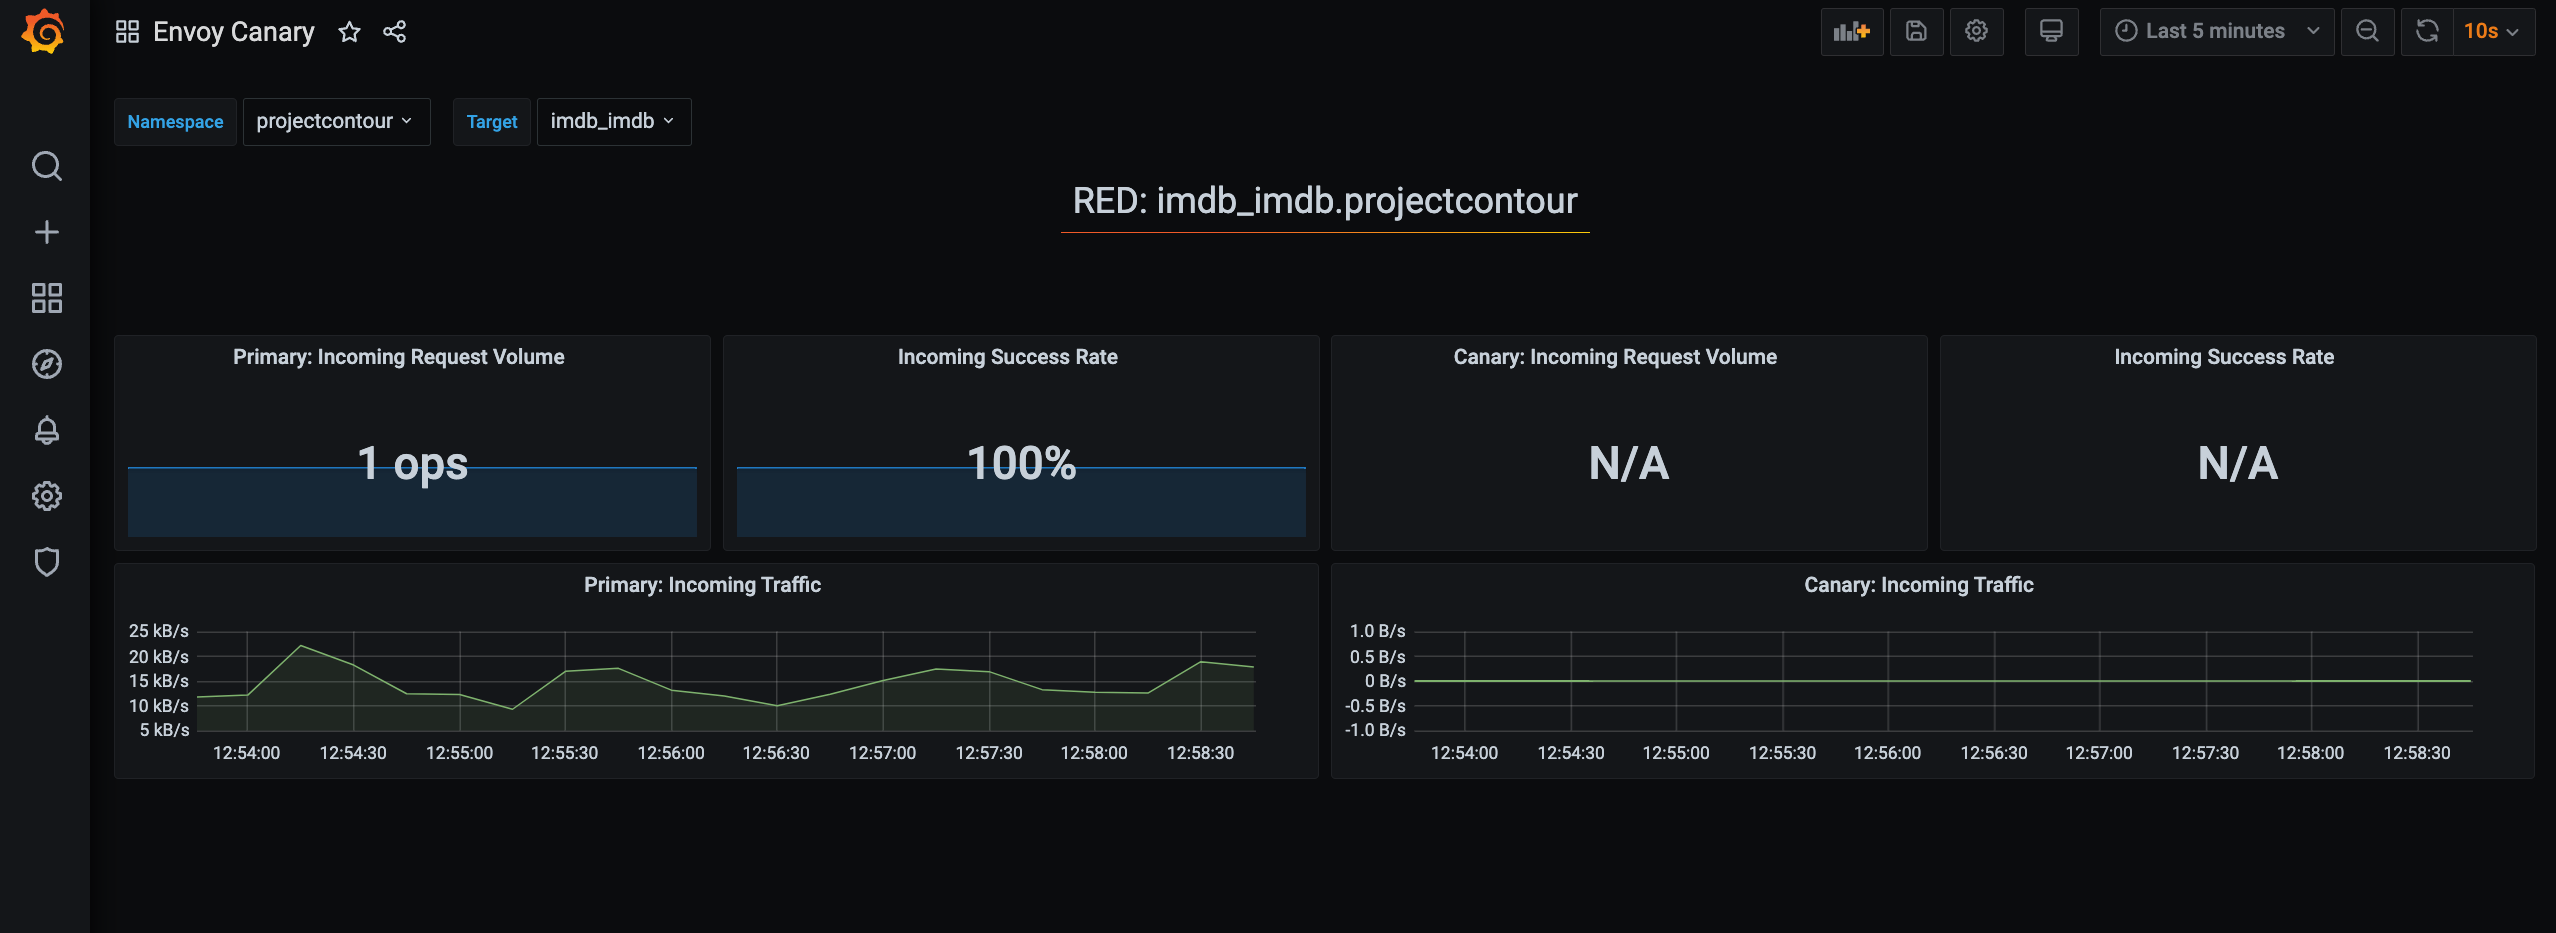 Envoy Canary
Last 5 minutes
10s
Namespace
projectcontour
Target
imdb_imdb
RED: imdb_imdb.projectcontour
Primary: Incoming Request Volume
1 ops
Incoming Success Rate
100%
Canary: Incoming Request Volume
N/A
Incoming Success Rate
N/A
Primary: Incoming Traffic
25 kB/s
20 kB/s
15 kB/s
10 kB/s
5 kB/s
12:54:00 12:54:30 12:55:00 12:55:30 12:56:00 12:56:30 12:57:00 12:57:30 12:58:00 12:58:30
Canary: Incoming Traffic
1.0 B/s
0.5 B/s
0 B/s
-0.5 B/s
-1.0 B/s
12:54:00 12:54:30 12:55:00 12:55:30 12:56:00 12:56:30 12:57:00 12:57:30 12:58:00 12:58:30